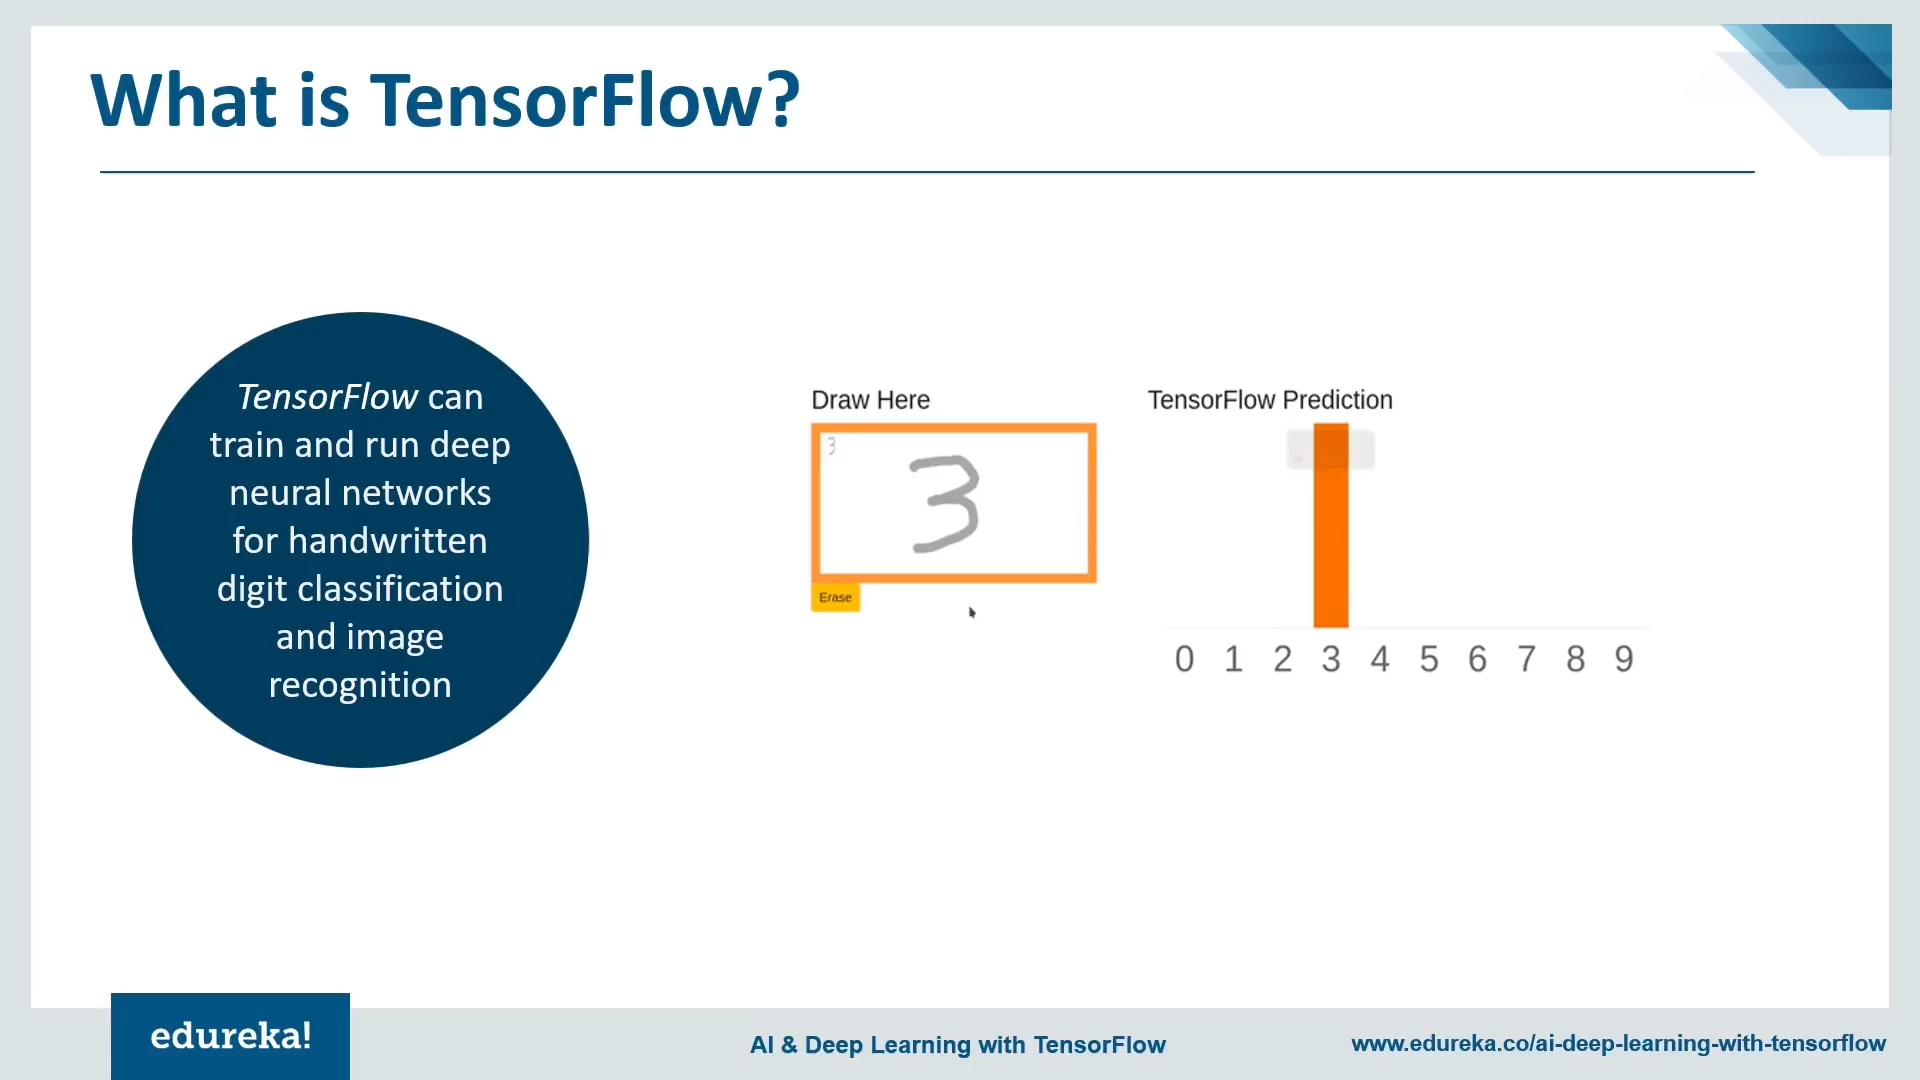 What is TensorFlow?
TensorFlow can
train and run deep
neural networks
for handwritten
digit classification
and image
recognition
Draw Here
3
3
Erase
TensorFlow Prediction
0 1 2 3 4 5 6 7 8 9
edureka!
AI & Deep Learning with TensorFlow
www.edureka.co/ai-deep-learning-with-tensorflow